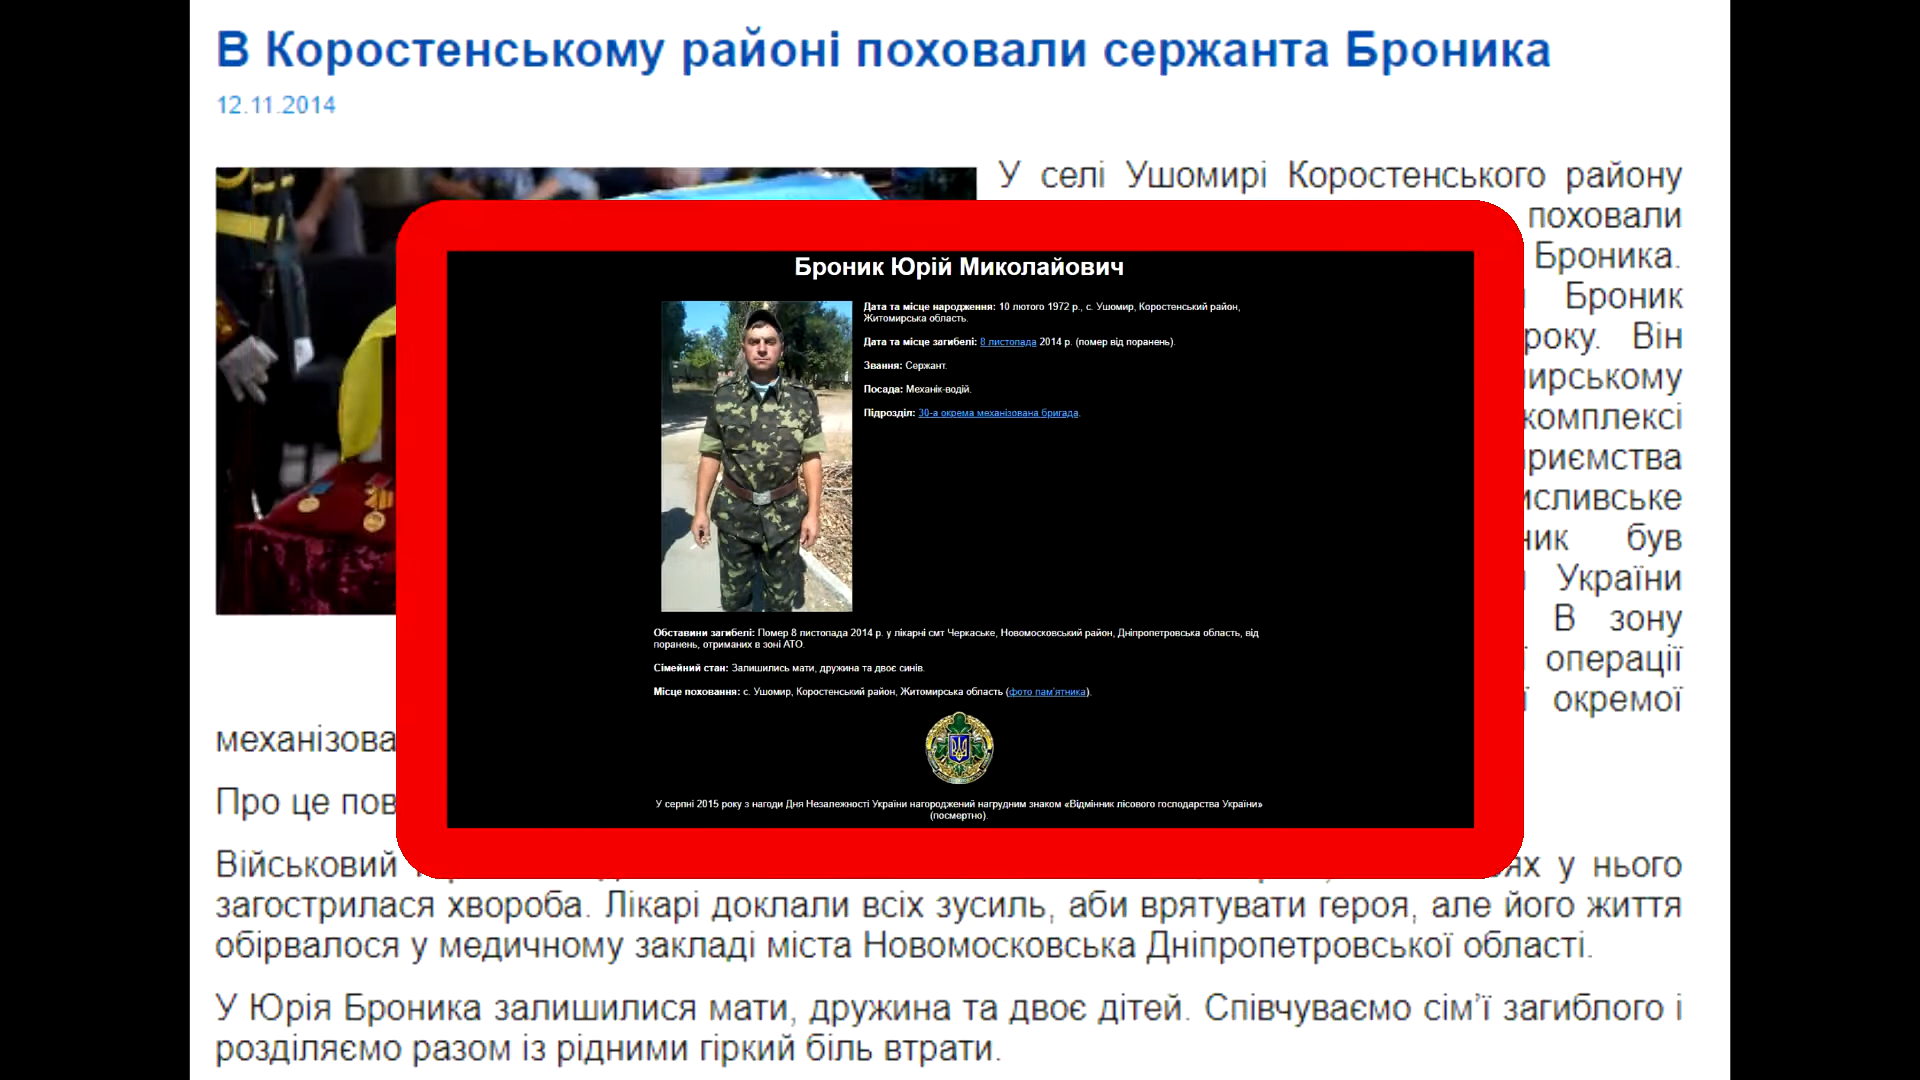 В Коростенському районі поховали сержанта Броника
12.11.2014
У селі Ушомирі Коростенського району
поховали
Броника.
Броник
року. Він
комплексі
був
України
В зону
операції
окремої
Про це
Військовий
у нього
загострилася хвороба. Лікарі доклали всіх зусиль, аби врятувати героя, але його життя
обірвалося у медичному закладі міста Новомосковська Дніпропетровської області.
У Юрія Броника залишилися мати, дружина та двоє дітей. Співчуваємо сім’ї загиблого і
розділяємо разом із рідними гіркий біль втрати.
Броник Юрій Миколайович
Дата та місце народження: 10 лютого 1972 р., с. Ушомир, Коростенський район,
Житомирська область.
Дата та місце загибелі: 8 листопада 2014 р. (помер від поранень).
Звання: Сержант.
Посада: Механік-водій.
Підрозділ: 30-а окрема механізована бригада.
Обставини загибелі: Помер 8 листопада 2014 р. у лікарні смт Черкаське, Новомосковський район, Дніпропетровська область, від
поранень, отриманих в зоні АТО.
Сімейний стан: Залишились мати, дружина та двоє синів.
Місце поховання: с. Ушомир, Коростенський район, Житомирська область (фото пам’ятника).
У серпні 2015 року з нагоди Дня Незалежності України нагороджений нагрудним знаком «Відмінник лісового господарства України»
(посмертно).